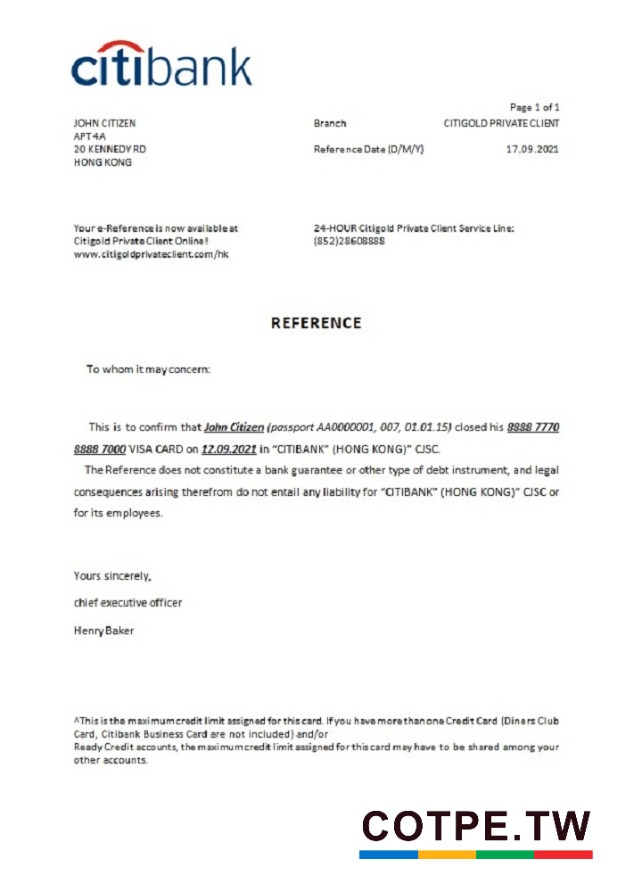 citibank
Page 1 of 1
JOHN CITIZEN
Branch
CITIGOLD PRIVATE CLIENT
APT 4A
20 KENNEDY RD
Reference Date (D/M/Y)
17.09.2021
HONG KONG
Your e-Reference is now available at
Citigold Private Client Online!
www.citigoldprivateclient.com/hk
24-HOUR Citigold Private Client Service Line:
(852)28608888
REFERENCE
To whom it may concern:
This is to confirm that John Citizen (passport AA0000001, 007, 01.01.15) closed his 8888 7770
8888 7000 VISA CARD on 12.09.2021 in “CITIBANK” (HONG KONG)” CJSC.
The Reference does not constitute a bank guarantee or other type of debt instrument, and legal
consequences arising therefrom do not entail any liability for “CITIBANK” (HONG KONG)” CJSC or
for its employees.
Yours sincerely,
chief executive officer
Henry Baker
^This is the maximum credit limit assigned for this card. If you have more than one Credit Card (Diners Club
Card, Citibank Business Card are not included) and/or
Ready Credit accounts, the maximum credit limit assigned for this card may have to be shared among your
other accounts.
COTPE.TW